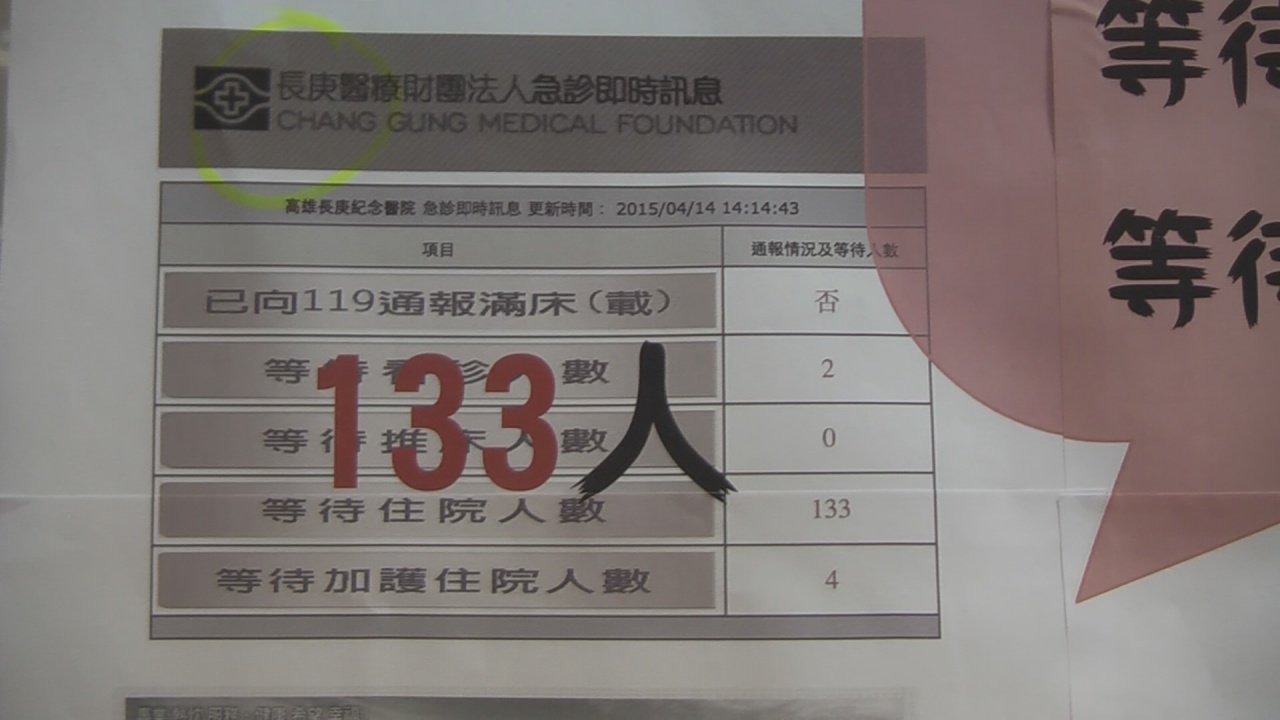 長庚醫療財團法人急診即時訊息
CHANG GUNG MEDICAL FOUNDATION
高雄長庚紀念醫院 急診即時訊息 更新時間: 2015/04/14 14:14:43
項目 通報情況及等待人數
已向119通報滿床(載) 否
等待看診人數 2
等待推床人數 0
133人
等待住院人數 133
等待加護住院人數 4
等待
等待